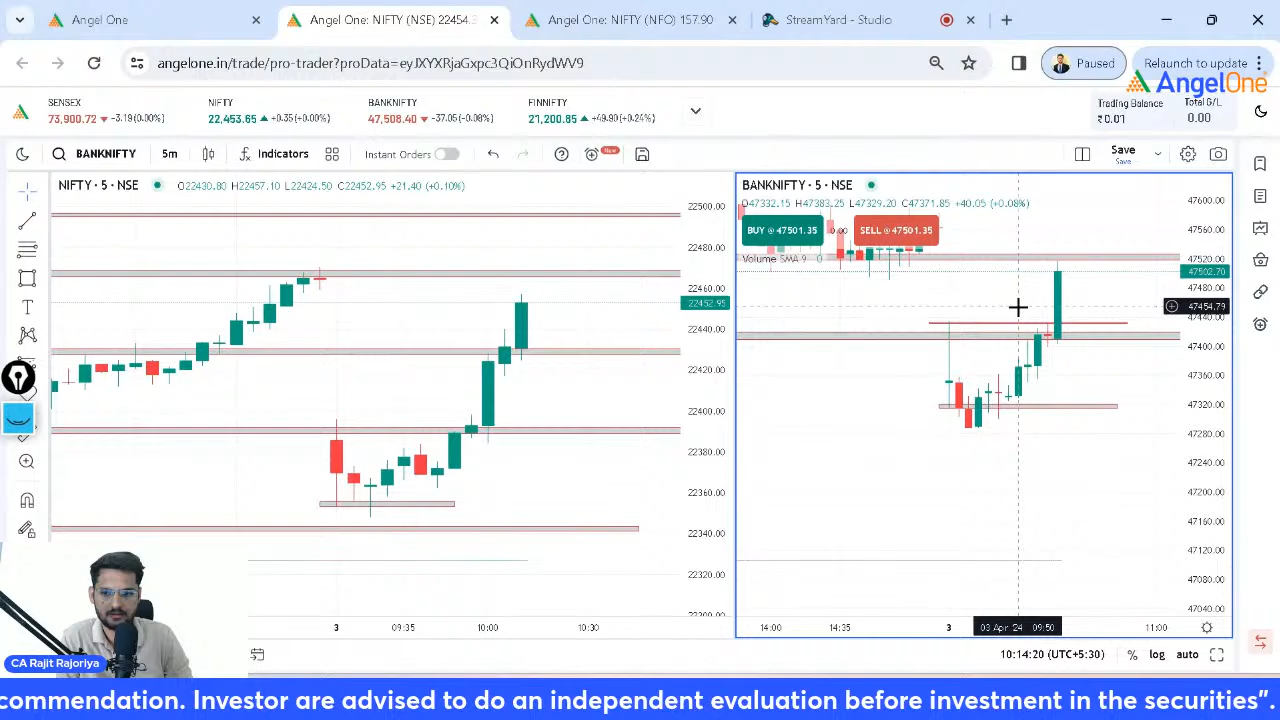 Angel One
Angel One: NIFTY (NSE) 22454.3
Angel One: NIFTY (NFO) 157.90
StreamYard - Studio
angelone.in/trade/pro-trader?proData=eyJXYXRjaGxpc3QiOnRydWV9
Paused
Relaunch to update
AngelOne
SENSEX
73,900.72 -3.19(0.00%)
NIFTY
22,453.65 +0.35(+0.00%)
BANKNIFTY
47,508.40 -37.05(-0.08%)
FINNIFTY
21,200.85 +49.90(+0.24%)
Trading Balance
₹0.01
Total G/L
0.00
BANKNIFTY
5m
Indicators
Instant Orders
New
Save
Save
NIFTY · 5 · NSE
O22430.80 H22457.10 L22424.50 C22452.95 +21.40 (+0.10%)
22500.00
22480.00
22460.00
22452.95
22440.00
22420.00
22400.00
22380.00
22360.00
22340.00
22320.00
22300.00
3
09:35
10:00
10:30
BANKNIFTY · 5 · NSE
O47332.15 H47383.25 L47329.20 C47371.85 +40.05 (+0.08%)
BUY @ 47501.35
0.00
SELL @ 47501.35
Volume SMA 9 0
47600.00
47560.00
47520.00
47502.70
47480.00
47454.79
47440.00
47400.00
47360.00
47320.00
47280.00
47240.00
47200.00
47160.00
47120.00
47080.00
47040.00
14:00
14:35
3
03 Apr '24 09:50
11:00
10:14:20 (UTC+5:30)
%
log
auto
CA Rajit Rajoriya
commendation. Investor are advised to do an independent evaluation before investment in the securities”.